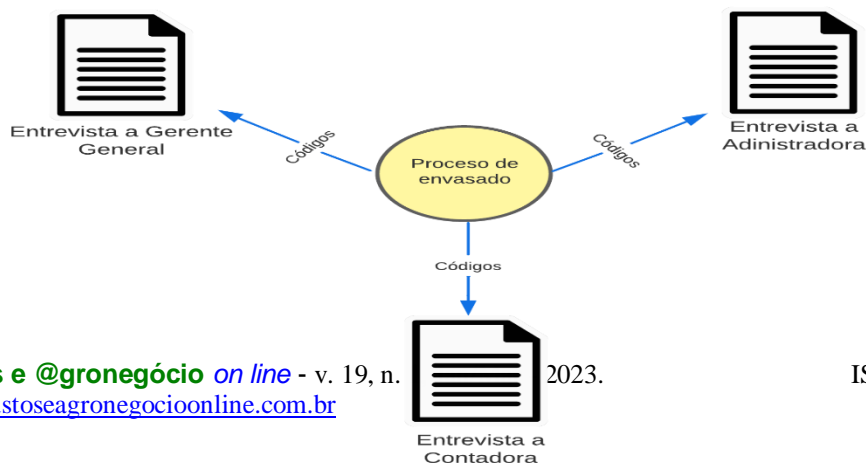 Entrevista a Gerente
General
Códigos
Proceso de
envasado
Códigos
Entrevista a
Adinistradora
Códigos
s e @gronegócio on line - v. 19, n. 2023. IS
stoseagronegocioonline.com.br
Entrevista a
Contadora